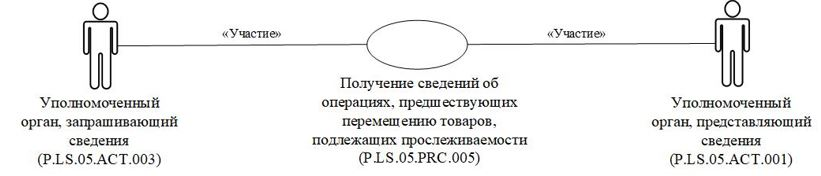 «Участие»
«Участие»
Уполномоченный
орган, запрашивающий
сведения
(P.LS.05.ACT.003)
Получение сведений об
операциях, предшествующих
перемещению товаров,
подлежащих прослеживаемости
(P.LS.05.PRC.005)
Уполномоченный
орган, представляющий
сведения
(P.LS.05.ACT.001)